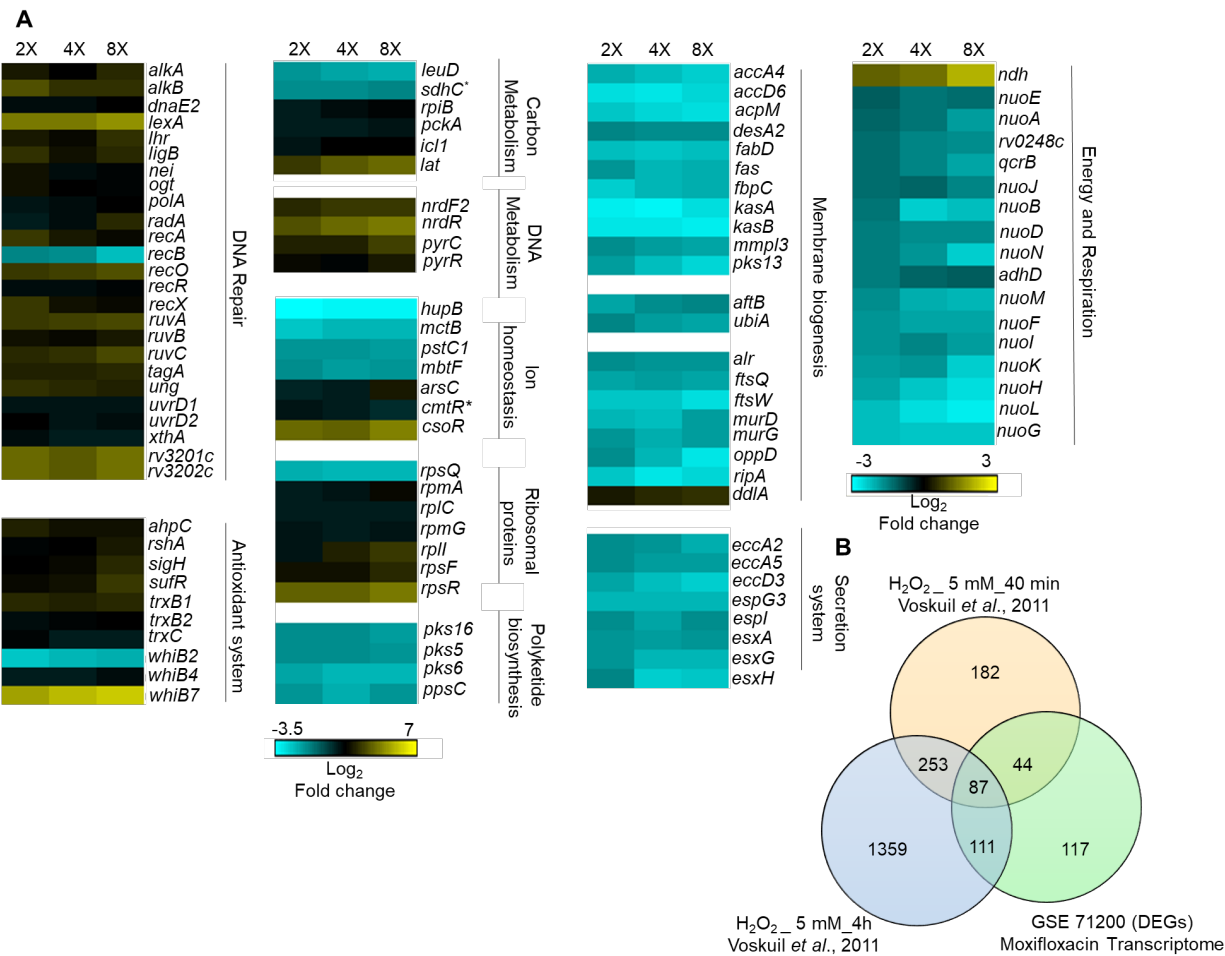 A
2X 4X 8X
alkA
alkB
dnaE2
lexA
lhr
ligB
nei
ogt
polA
radA
recA
recB
recO
recR
recX
ruvA
ruvB
ruvC
tagA
ung
uvrD1
uvrD2
xthA
rv3201c
rv3202c
DNA Repair
ahpC
rshA
sigH
sufR
trxB1
trxB2
trxC
whiB2
whiB4
whiB7
Antioxidant system
2X 4X 8X
leuD
sdhC*
rpiB
pckA
icl1
lat
Carbon
Metabolism
nrdF2
nrdR
pyrC
pyrR
DNA
Metabolism
hupB
mctB
pstC1
mbtF
arsC
cmtR*
csoR
Ion
homeostasis
rpsQ
rpmA
rplC
rpmG
rplI
rpsF
rpsR
Ribosomal
proteins
pks16
pks5
pks6
ppsC
Polyketide
biosynthesis
-3.5 7
Log2
Fold change
2X 4X 8X
accA4
accD6
acpM
desA2
fabD
fas
fbpC
kasA
kasB
mmpl3
pks13
aftB
ubiA
alr
ftsQ
ftsW
murD
murG
oppD
ripA
ddlA
Membrane biogenesis
eccA2
eccA5
eccD3
espG3
espI
esxA
esxG
esxH
Secretion
system
2X 4X 8X
ndh
nuoE
nuoA
rv0248c
qcrB
nuoJ
nuoB
nuoD
nuoN
adhD
nuoM
nuoF
nuoI
nuoK
nuoH
nuoL
nuoG
Energy and Respiration
-3 3
Log2
Fold change
B
H2O2_ 5 mM_40 min
Voskuil et al., 2011
182
253
44
87
1359
111
117
H2O2_ 5 mM_4h
Voskuil et al., 2011
GSE 71200 (DEGs)
Moxifloxacin Transcriptome